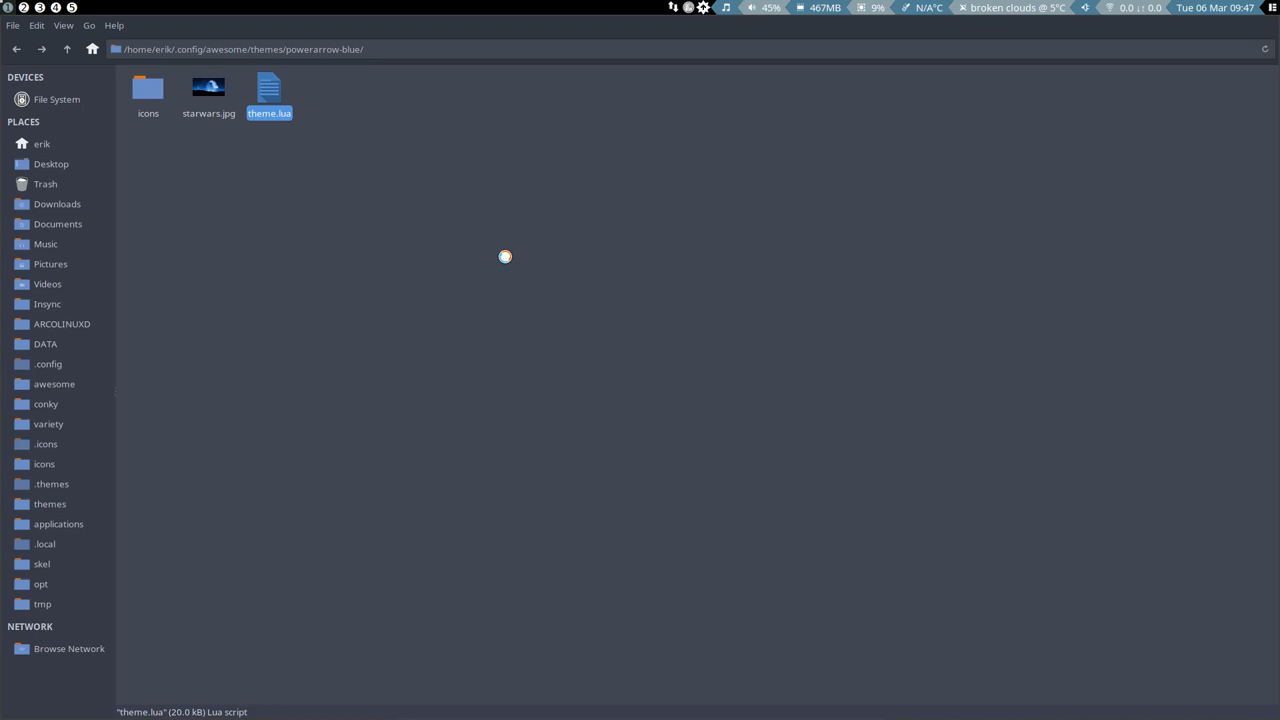 1 2 3 4 5 45% 467MB 9% N/A°C broken clouds @ 5°C 0.0 ↓↑ 0.0 Tue 06 Mar 09:47
File Edit View Go Help
/home/erik/.config/awesome/themes/powerarrow-blue/
DEVICES
File System
PLACES
erik
Desktop
Trash
Downloads
Documents
Music
Pictures
Videos
Insync
ARCOLINUXD
DATA
.config
awesome
conky
variety
.icons
icons
.themes
themes
applications
.local
skel
opt
tmp
NETWORK
Browse Network
icons starwars.jpg theme.lua
"theme.lua" (20.0 kB) Lua script